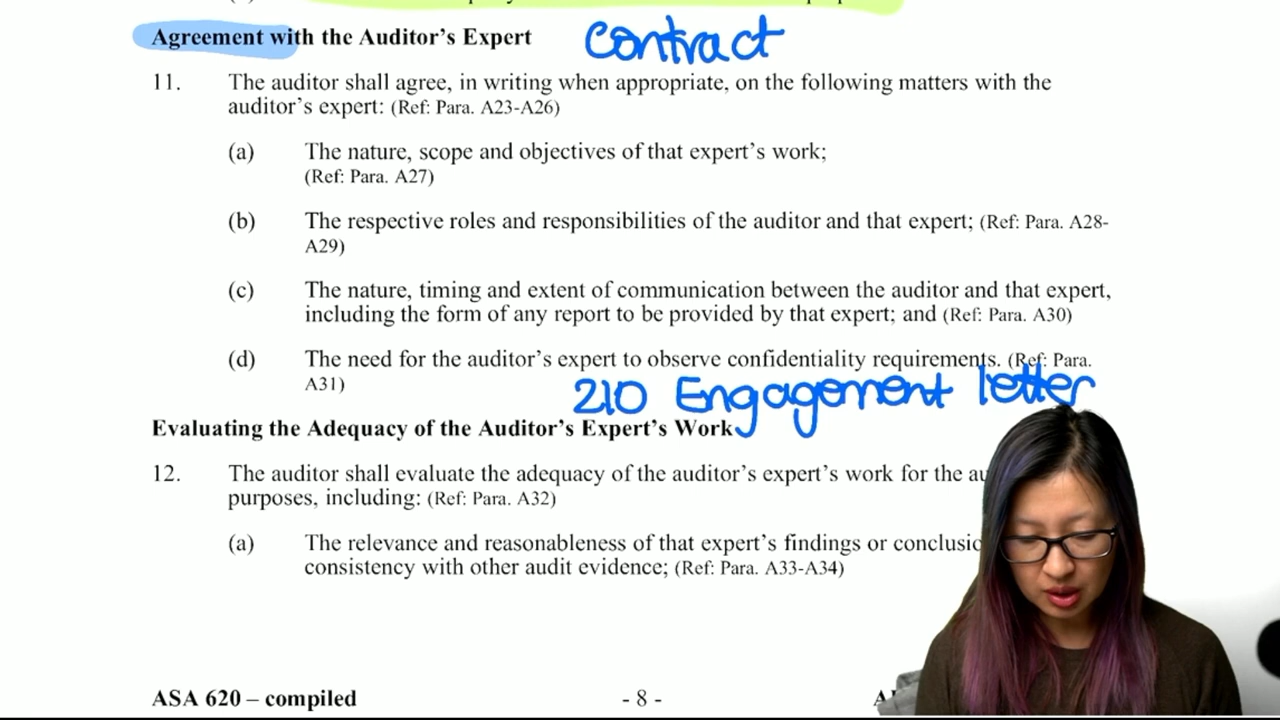 Agreement with the Auditor's Expert
contract
11. The auditor shall agree, in writing when appropriate, on the following matters with the
auditor's expert: (Ref: Para. A23-A26)
(a) The nature, scope and objectives of that expert's work;
(Ref: Para. A27)
(b) The respective roles and responsibilities of the auditor and that expert; (Ref: Para. A28-
A29)
(c) The nature, timing and extent of communication between the auditor and that expert,
including the form of any report to be provided by that expert; and (Ref: Para. A30)
(d) The need for the auditor's expert to observe confidentiality requirements. (Ref: Para.
A31)
210 Engagement letter
Evaluating the Adequacy of the Auditor's Expert's Work
12. The auditor shall evaluate the adequacy of the auditor's expert's work for the
purposes, including: (Ref: Para. A32)
(a) The relevance and reasonableness of that expert's findings or
consistency with other audit evidence; (Ref: Para. A33-A34)
ASA 620 – compiled
- 8 -